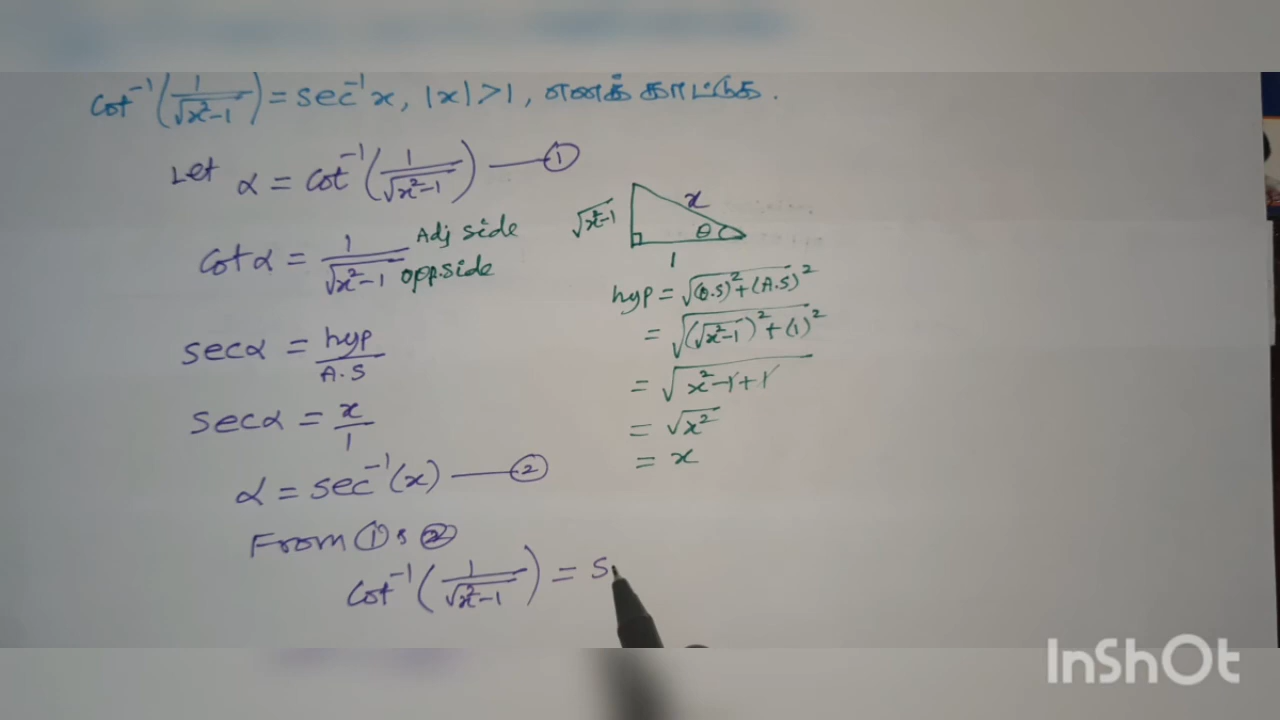 cot⁻¹(1/√x²-1) = sec⁻¹x, |x|>1, எனக் காட்டுக.
Let α = cot⁻¹(1/√x²-1) —— ①
cot α = 1/√x²-1 Adj side opp.side
secα = hyp/A.S
secα = x/1
α = sec⁻¹(x) —— ②
From ① & ②
cot⁻¹(1/√x²-1) = s
√x²-1 x θ
1
hyp = √(O.S)²+(A.S)²
= √(√x²-1)²+(1)²
= √x²-1+1
= √x²
= x
InShOt